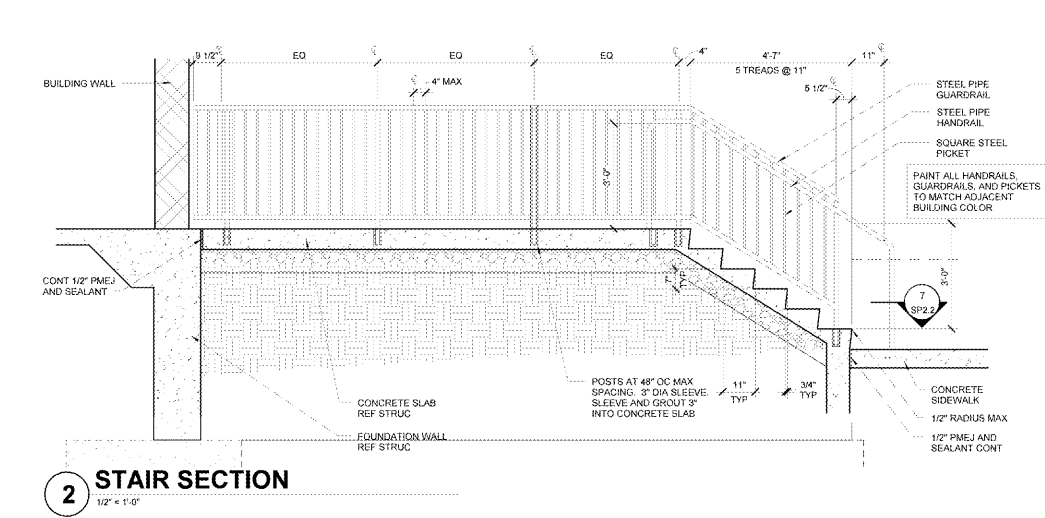 9 1/2"
EQ
EQ
EQ
4"
4'-7"
11"
5 TREADS @ 11"
4" MAX
5 1/2"
BUILDING WALL
STEEL PIPE
GUARDRAIL
STEEL PIPE
HANDRAIL
SQUARE STEEL
PICKET
PAINT ALL HANDRAILS,
GUARDRAILS, AND PICKETS
TO MATCH ADJACENT
BUILDING COLOR
3'-0"
3'-0"
CONT 1/2" PMEJ
AND SEALANT
7"
TYP
7
SP2.2
POSTS AT 48" OC MAX
SPACING. 3" DIA SLEEVE.
SLEEVE AND GROUT 3"
INTO CONCRETE SLAB
11"
TYP
3/4"
TYP
CONCRETE
SIDEWALK
CONCRETE SLAB
REF STRUC
1/2" RADIUS MAX
FOUNDATION WALL
REF STRUC
1/2" PMEJ AND
SEALANT CONT
2
STAIR SECTION
1/2" = 1'-0"